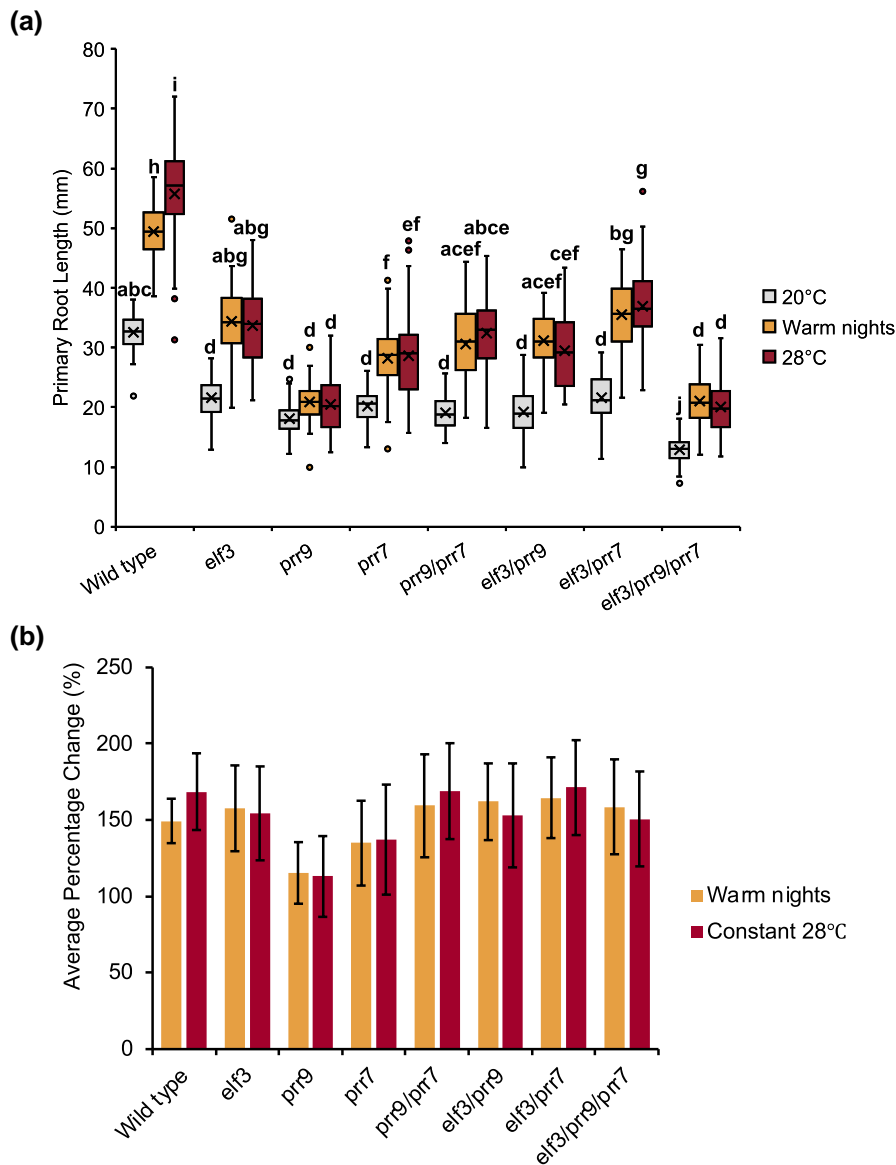 (a)
Primary Root Length (mm)
80
70
60
50
40
30
20
10
0
abc
h
i
d
abg
abg
d
d
d
d
f
ef
d
acef
abce
d
acef
cef
d
bg
g
j
d
d
Wild type
elf3
prr9
prr7
prr9/prr7
elf3/prr9
elf3/prr7
elf3/prr9/prr7
20°C
Warm nights
28°C
(b)
Average Percentage Change (%)
250
200
150
100
50
0
Wild type
elf3
prr9
prr7
prr9/prr7
elf3/prr9
elf3/prr7
elf3/prr9/prr7
Warm nights
Constant 28℃